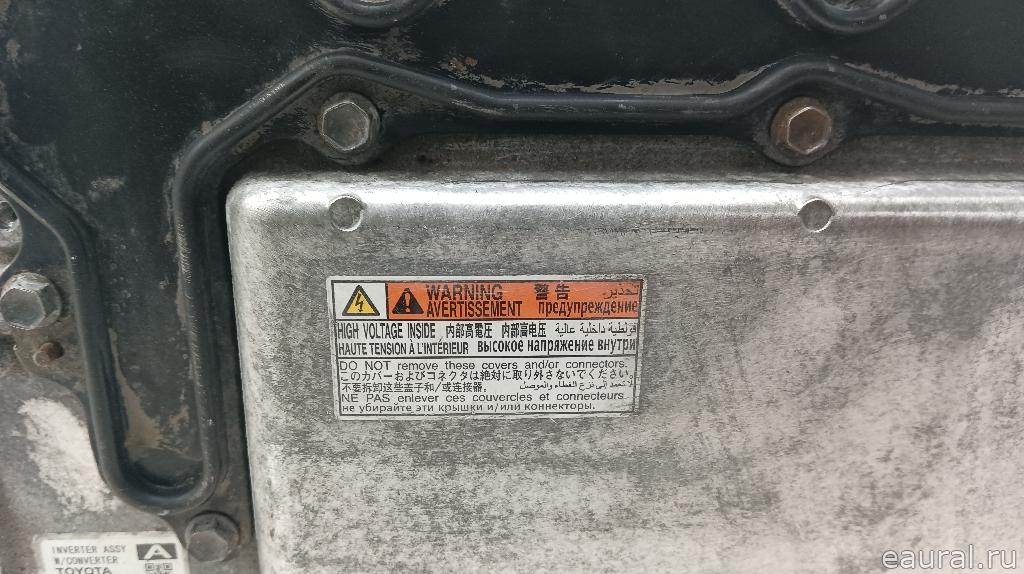 WARNING 警告 تحذير
AVERTISSEMENT предупреждение
HIGH VOLTAGE INSIDE 内部高電圧 内部高电压 فولطية داخلية عالية
HAUTE TENSION À L'INTÉRIEUR высокое напряжение внутри
DO NOT remove these covers and/or connectors.
このカバーおよびコネクタは絶対に取り外さないでください。
不要拆卸这些盖子和/或连接器。 نزع الغطاء والموصل
NE PAS enlever ces couvercles et connecteurs.
не убирайте эти крышки и/или коннекторы.
INVERTER ASSY A
W/CONVERTER
TOYOTA
eaural.ru